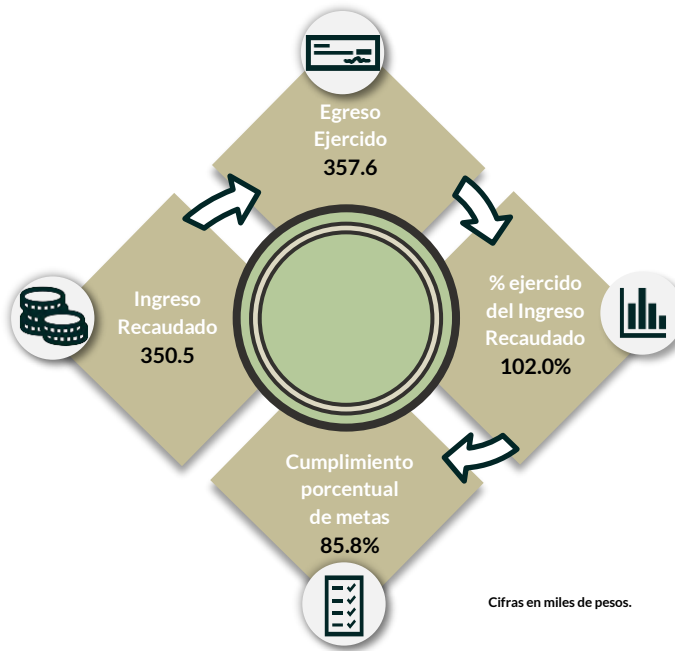 Egreso
Ejercido
357.6
Ingreso
Recaudado
350.5
% ejercido
del Ingreso
Recaudado
102.0%
Cumplimiento
porcentual
de metas
85.8%
Cifras en miles de pesos.